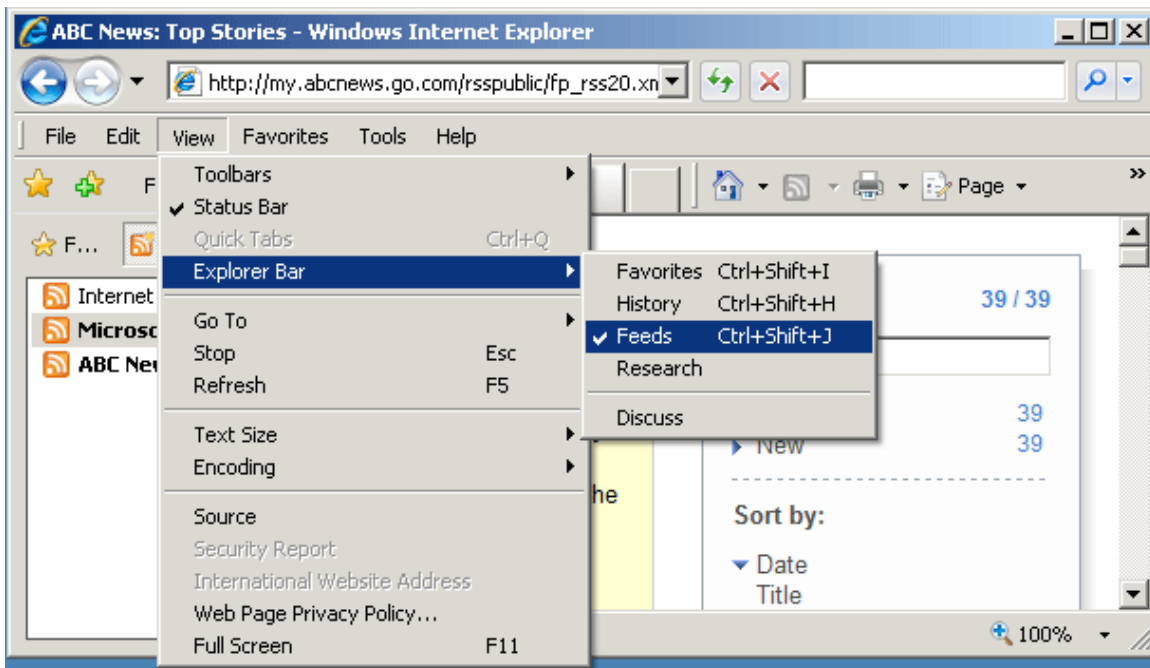 ABC News: Top Stories - Windows Internet Explorer
http://my.abcnews.go.com/rsspublic/fp_rss20.xn
File Edit View Favorites Tools Help
Page
F...
Internet
ABC
Toolbars
Status Bar
Quick Tabs Ctrl+Q
Explorer Bar
Go To
Stop Esc
Refresh F5
Text Size
Encoding
Source
Security Report
International Website Address
Web Page Privacy Policy...
Full Screen F11
Favorites Ctrl+Shift+I
History Ctrl+Shift+H
Feeds Ctrl+Shift+J
Research
Discuss
39 / 39
39
New 39
he
Sort by:
Date
Title
100%